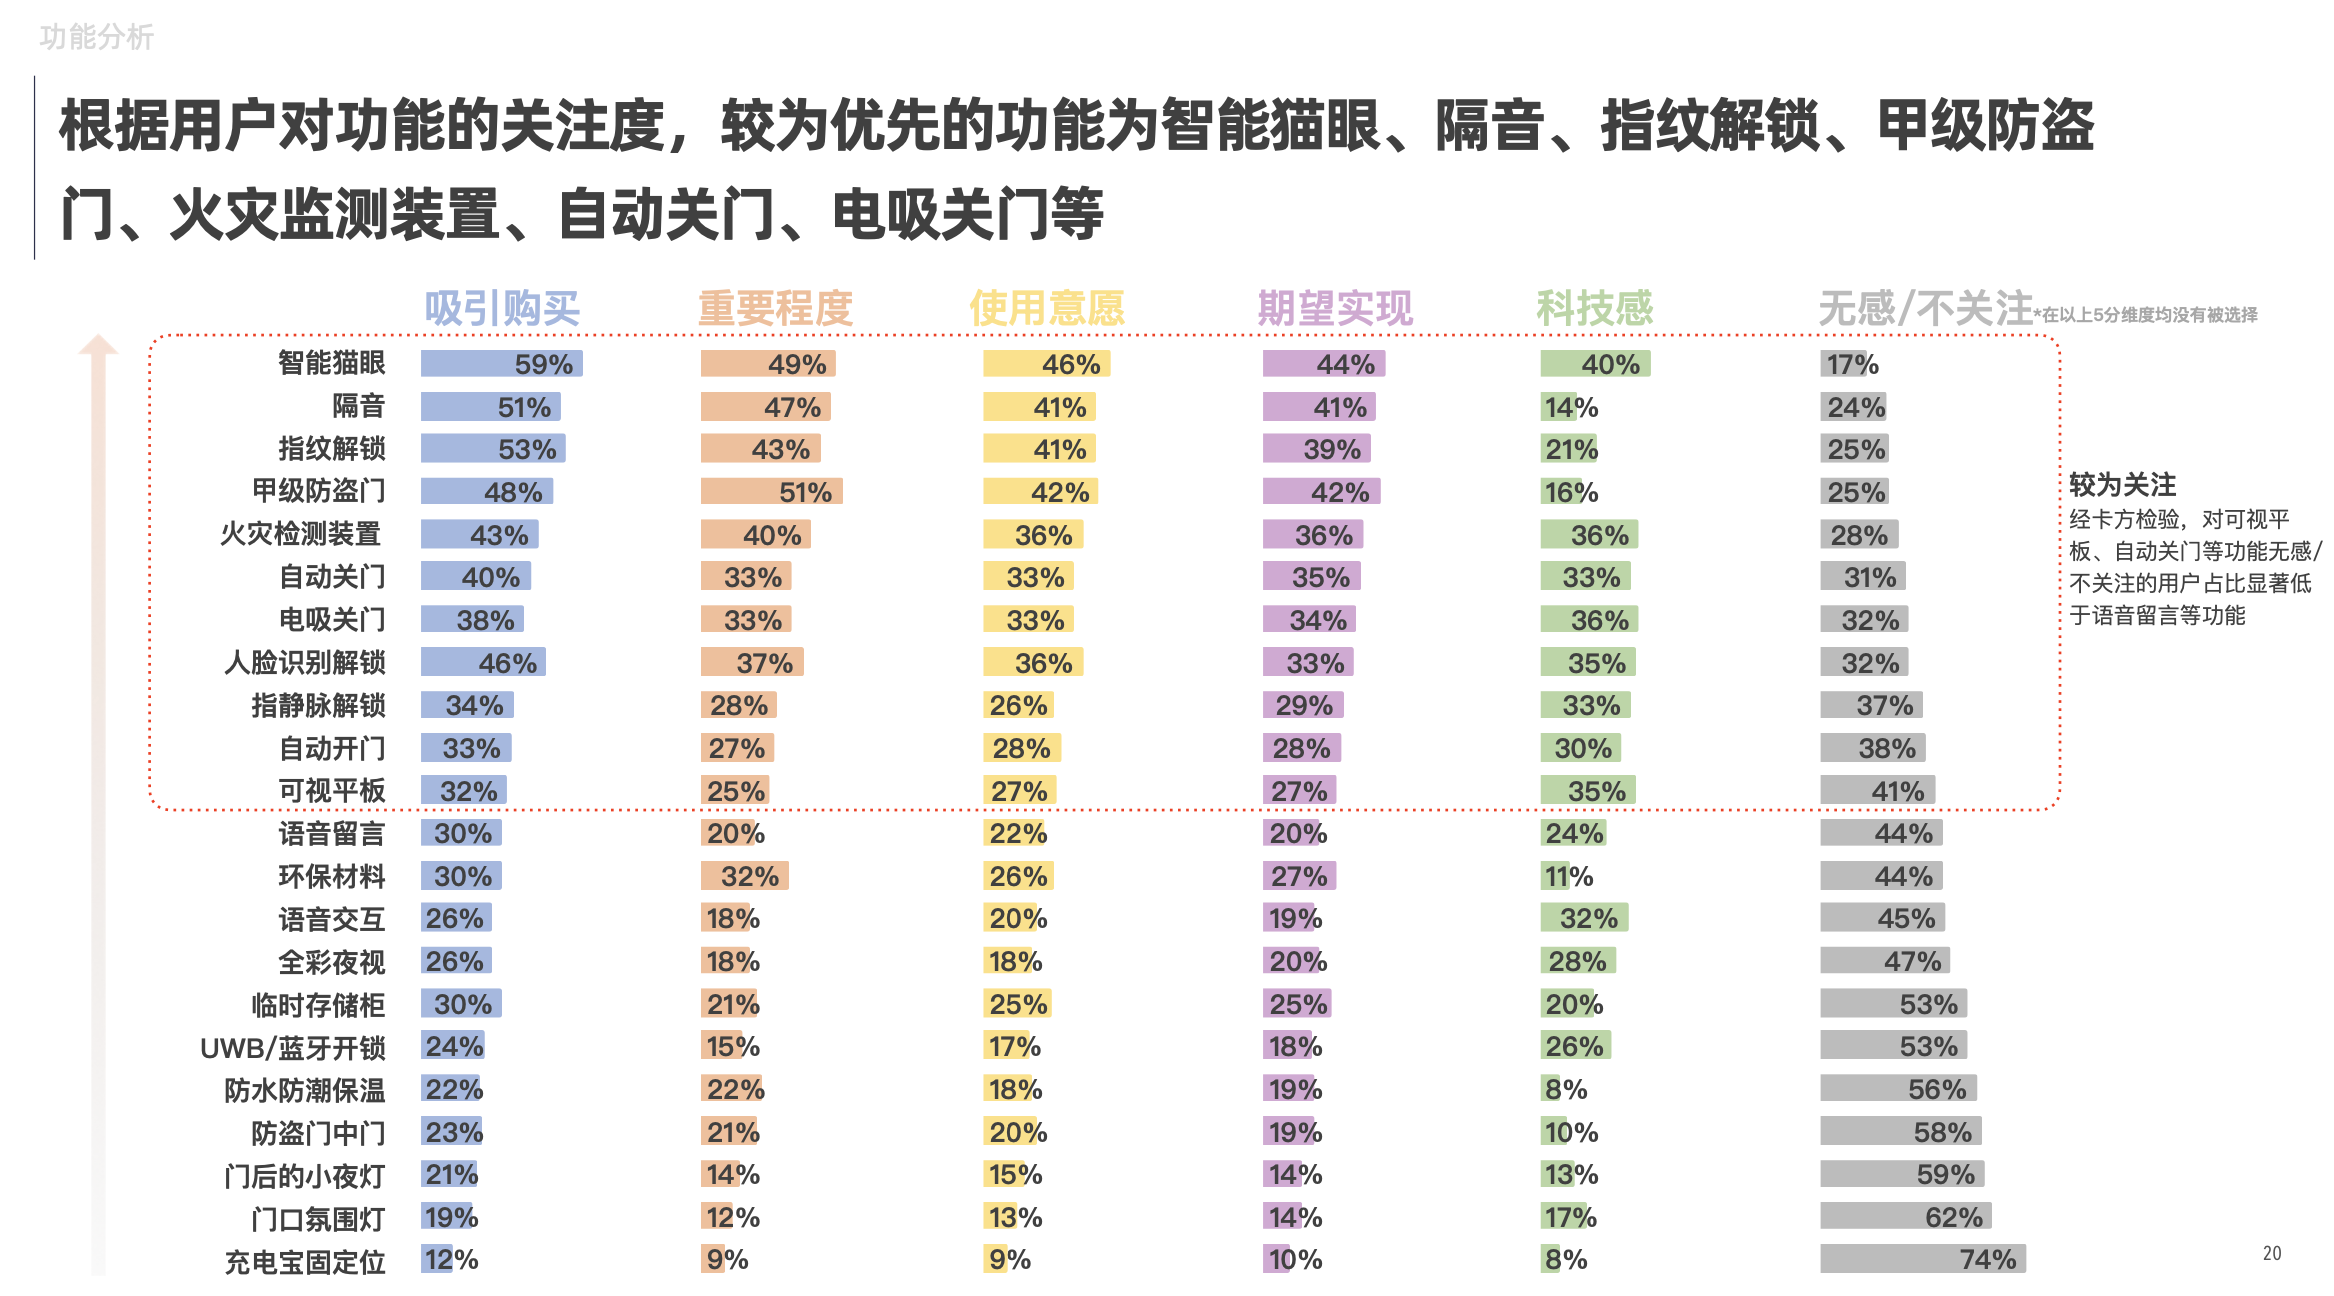 功能分析
根据用户对功能的关注度，较为优先的功能为智能猫眼、隔音、指纹解锁、甲级防盗
门、火灾监测装置、自动关门、电吸关门等
吸引购买 重要程度 使用意愿 期望实现 科技感 无感/不关注*在以上5分维度均没有被选择
智能猫眼 59% 49% 46% 44% 40% 17%
隔音 51% 47% 41% 41% 14% 24%
指纹解锁 53% 43% 41% 39% 21% 25%
甲级防盗门 48% 51% 42% 42% 16% 25%
火灾检测装置 43% 40% 36% 36% 36% 28%
自动关门 40% 33% 33% 35% 33% 31%
电吸关门 38% 33% 33% 34% 36% 32%
人脸识别解锁 46% 37% 36% 33% 35% 32%
指静脉解锁 34% 28% 26% 29% 33% 37%
自动开门 33% 27% 28% 28% 30% 38%
可视平板 32% 25% 27% 27% 35% 41%
语音留言 30% 20% 22% 20% 24% 44%
环保材料 30% 32% 26% 27% 11% 44%
语音交互 26% 18% 20% 19% 32% 45%
全彩夜视 26% 18% 18% 20% 28% 47%
临时存储柜 30% 21% 25% 25% 20% 53%
UWB/蓝牙开锁 24% 15% 17% 18% 26% 53%
防水防潮保温 22% 22% 18% 19% 8% 56%
防盗门中门 23% 21% 20% 19% 10% 58%
门后的小夜灯 21% 14% 15% 14% 13% 59%
门口氛围灯 19% 12% 13% 14% 17% 62%
充电宝固定位 12% 9% 9% 10% 8% 74%
较为关注
经卡方检验，对可视平
板、自动关门等功能无感/
不关注的用户占比显著低
于语音留言等功能
20